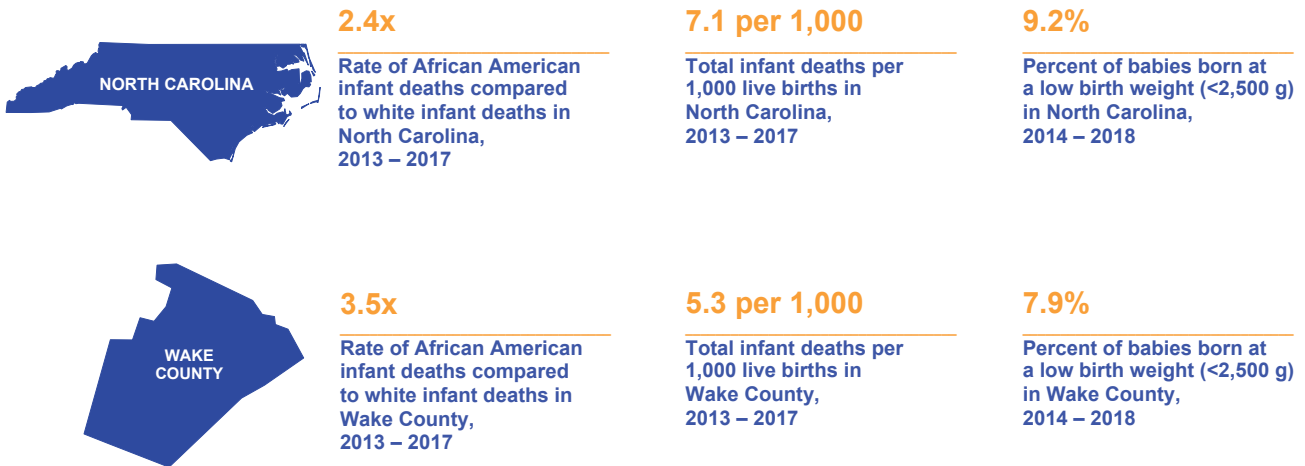 NORTH CAROLINA
2.4x
Rate of African American
infant deaths compared
to white infant deaths in
North Carolina,
2013 – 2017
7.1 per 1,000
Total infant deaths per
1,000 live births in
North Carolina,
2013 – 2017
9.2%
Percent of babies born at
a low birth weight (<2,500 g)
in North Carolina,
2014 – 2018
WAKE
COUNTY
3.5x
Rate of African American
infant deaths compared
to white infant deaths in
Wake County,
2013 – 2017
5.3 per 1,000
Total infant deaths per
1,000 live births in
Wake County,
2013 – 2017
7.9%
Percent of babies born at
a low birth weight (<2,500 g)
in Wake County,
2014 – 2018